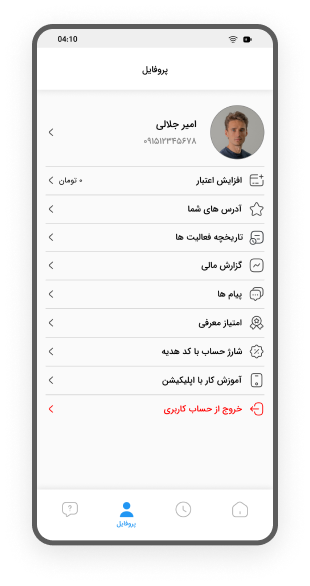 04:10
پروفایل
امیر جلالی
۰۹۱۵۱۲۳۴۵۶۷۸
افزایش اعتبار ۰ تومان
آدرس های شما
تاریخچه فعالیت ها
گزارش مالی
پیام ها
امتیاز معرفی
شارژ حساب با کد هدیه
آموزش کار با اپلیکیشن
خروج از حساب کاربری
پروفایل